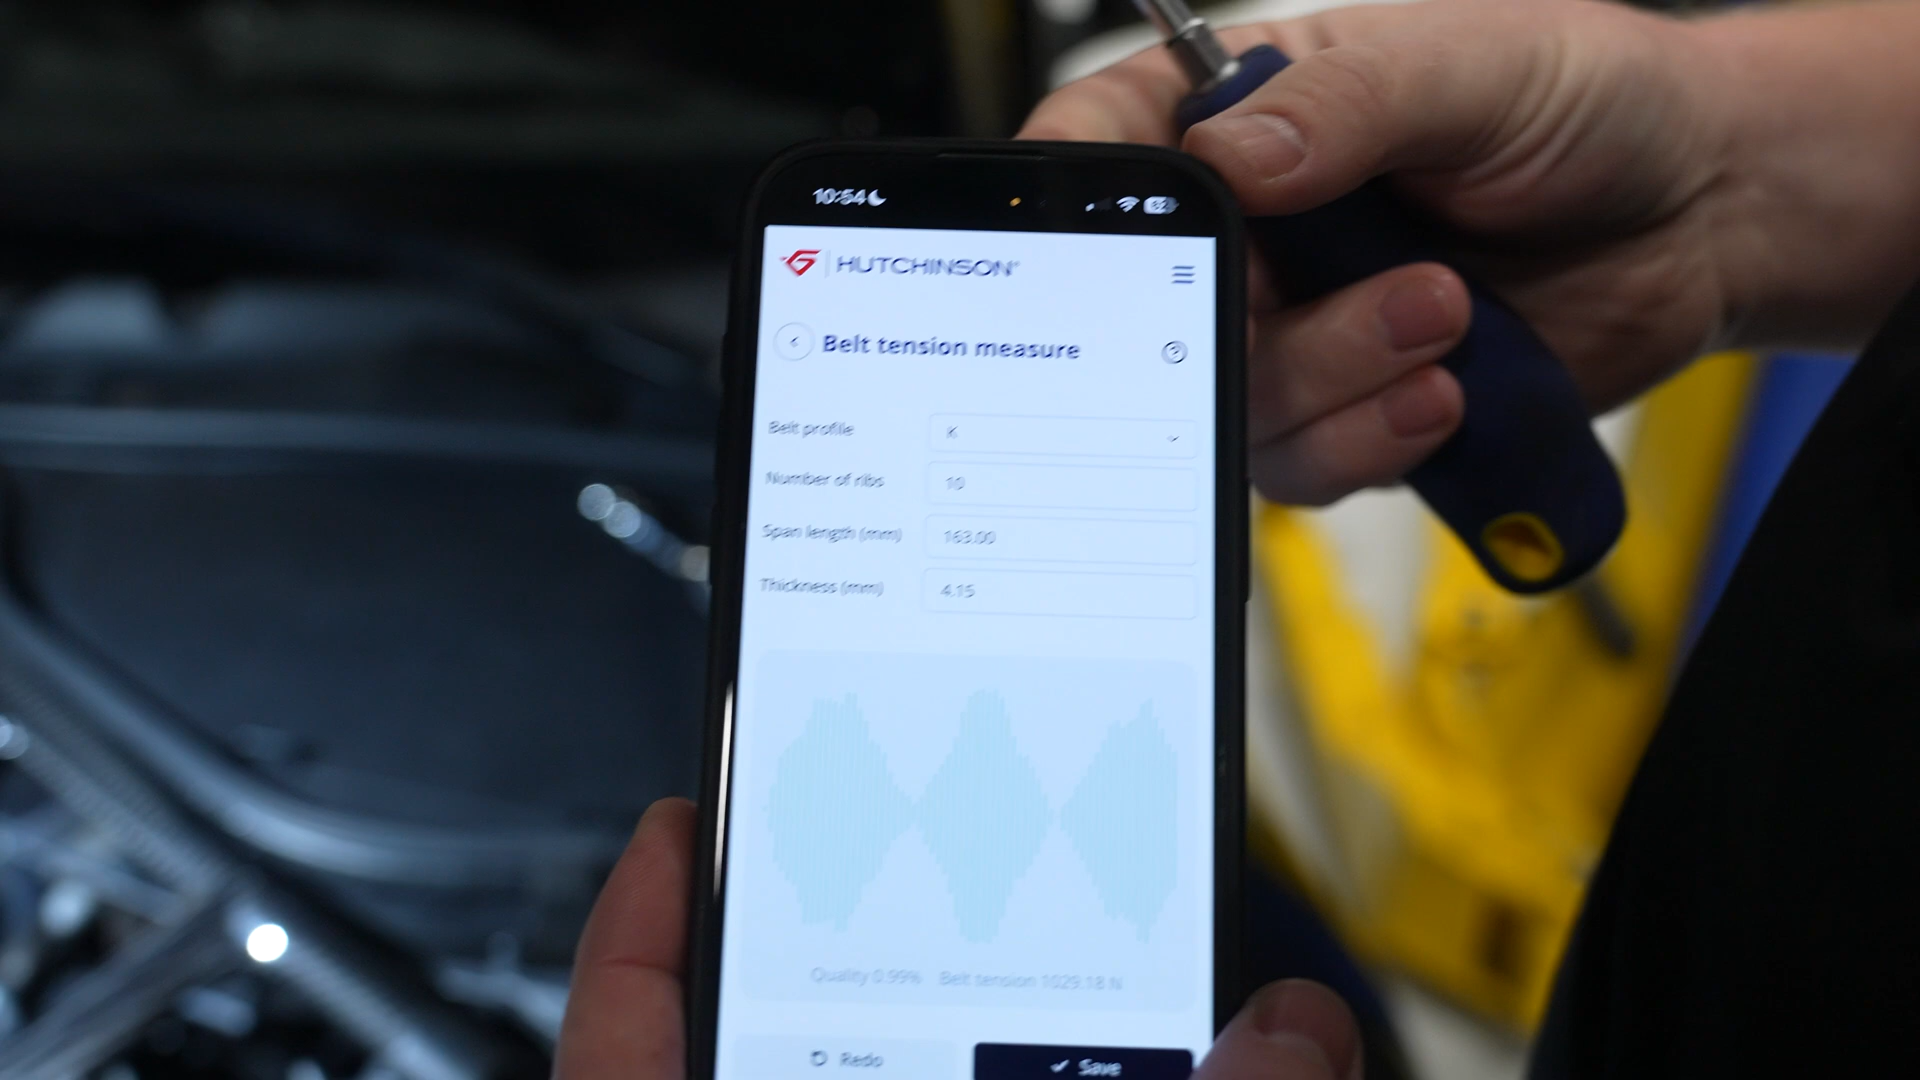 10:54
62
HUTCHINSON
Belt tension measure
Belt profile K
Number of ribs 10
Span length (mm) 163.00
Thickness (mm) 4.15
Quality 0.99% Belt tension 1029.18 N
Redo
Save